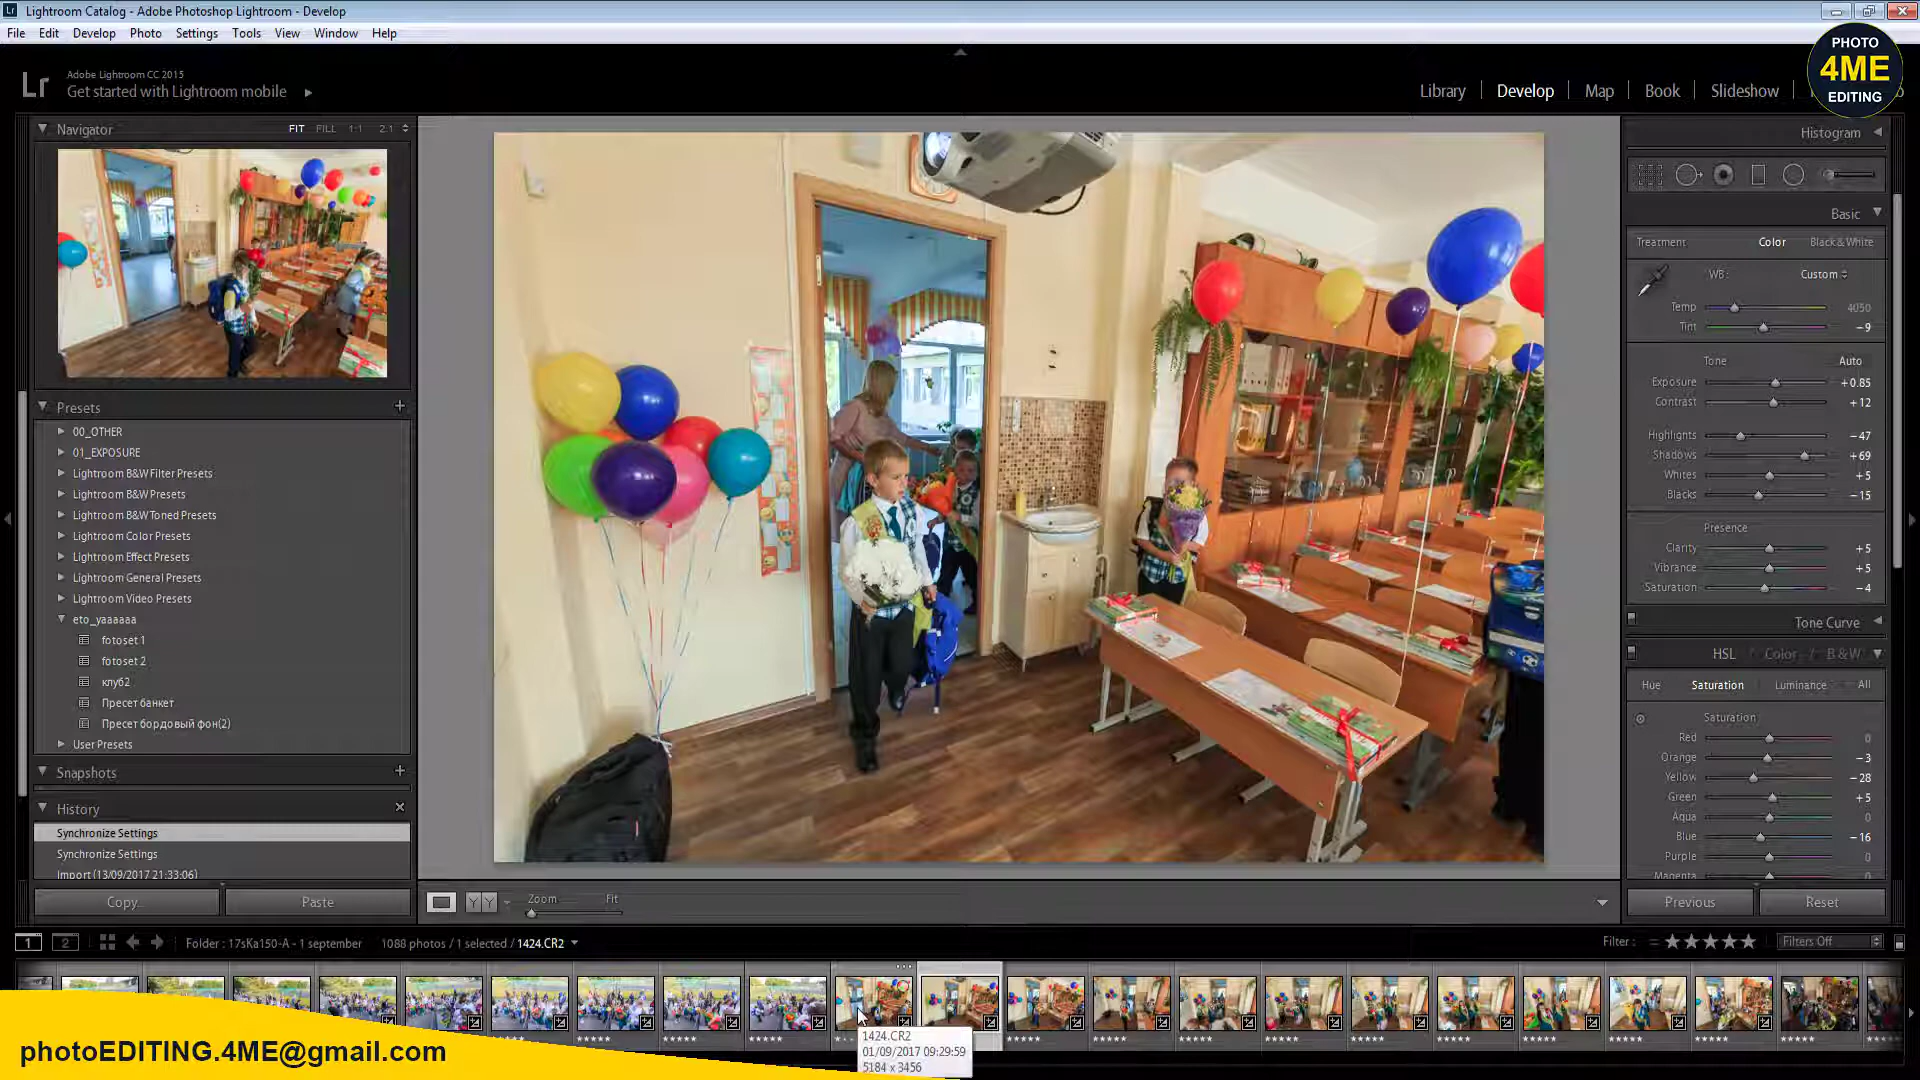 Lightroom Catalog - Adobe Photoshop Lightroom - Develop
File Edit Develop Photo Settings Tools View Window Help
PHOTO
4ME
EDITING
Lr
Adobe Lightroom CC 2015
Get started with Lightroom mobile
Library Develop Map Book Slideshow
Navigator FIT FILL 1:1 2:1
Presets
00_OTHER
01_EXPOSURE
Lightroom B&W Filter Presets
Lightroom B&W Presets
Lightroom B&W Toned Presets
Lightroom Color Presets
Lightroom Effect Presets
Lightroom General Presets
Lightroom Video Presets
eto_yaaaaaa
fotoset 1
fotoset 2
клуб2
Пресет банкет
Пресет бордовый фон(2)
User Presets
Snapshots
History
Synchronize Settings
Synchronize Settings
Import (13/09/2017 21:33:06)
Copy... Paste
Histogram
Basic
Treatment Color Black & White
WB: Custom
Temp 4050
Tint -9
Tone Auto
Exposure +0.85
Contrast +12
Highlights -47
Shadows +69
Whites +5
Blacks -15
Presence
Clarity +5
Vibrance +5
Saturation -4
Tone Curve
HSL / Color / B&W
Hue Saturation Luminance All
Saturation
Red 0
Orange -3
Yellow -28
Green +5
Aqua 0
Blue -16
Purple 0
Magenta 0
Previous Reset
Y Y Zoom Fit
1 2 Folder : 17sKa150-A - 1 september 1088 photos / 1 selected / 1424.CR2
Filter : Filters Off
1424.CR2
01/09/2017 09:29:59
5184 x 3456
photoEDITING.4ME@gmail.com